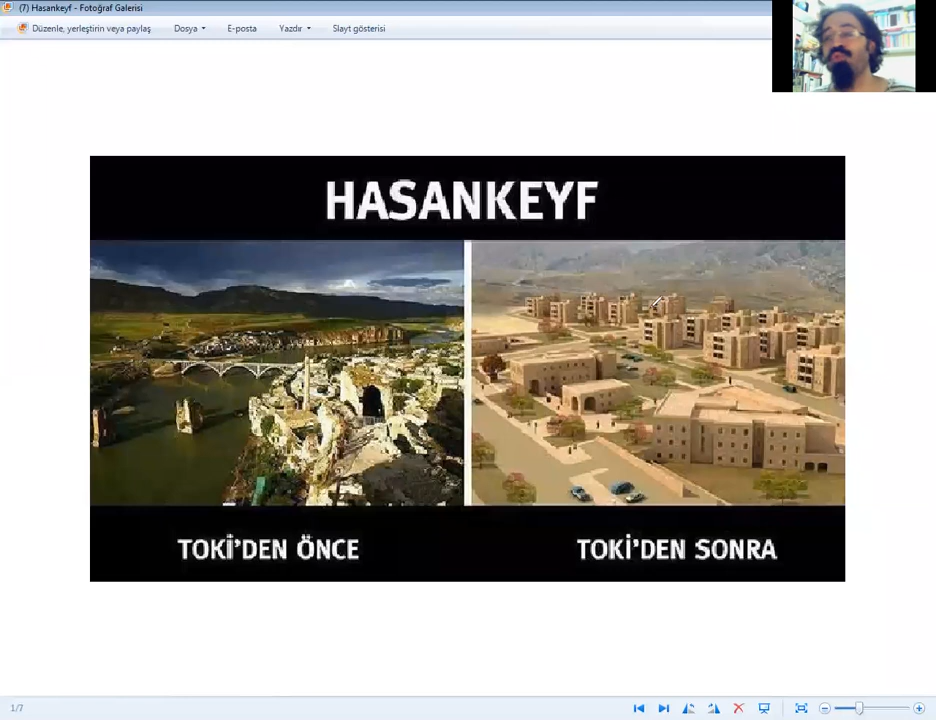 (7) Hasankeyf - Fotoğraf Galerisi
Düzenle, yerleştirin veya paylaş Dosya E-posta Yazdır Slayt gösterisi
HASANKEYF
TOKİ'DEN ÖNCE TOKİ'DEN SONRA
1/7